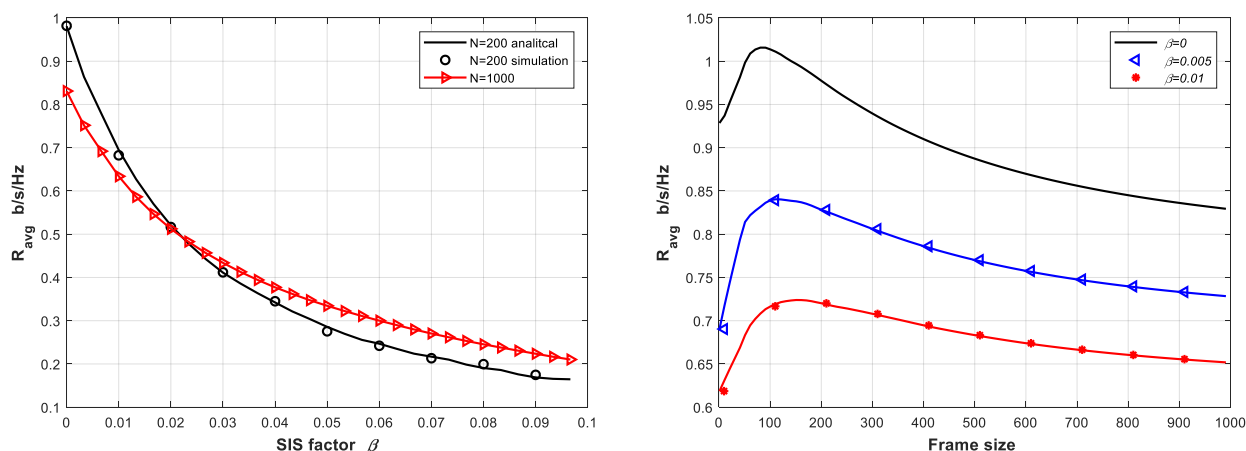 1
0.9
0.8
0.7
0.6
0.5
0.4
0.3
0.2
0.1
R_avg b/s/Hz
N=200 analitcal
N=200 simulation
N=1000
0 0.01 0.02 0.03 0.04 0.05 0.06 0.07 0.08 0.09 0.1
SIS factor β
1.05
1
0.95
0.9
0.85
0.8
0.75
0.7
0.65
0.6
R_avg b/s/Hz
β=0
β=0.005
β=0.01
0 100 200 300 400 500 600 700 800 900 1000
Frame size